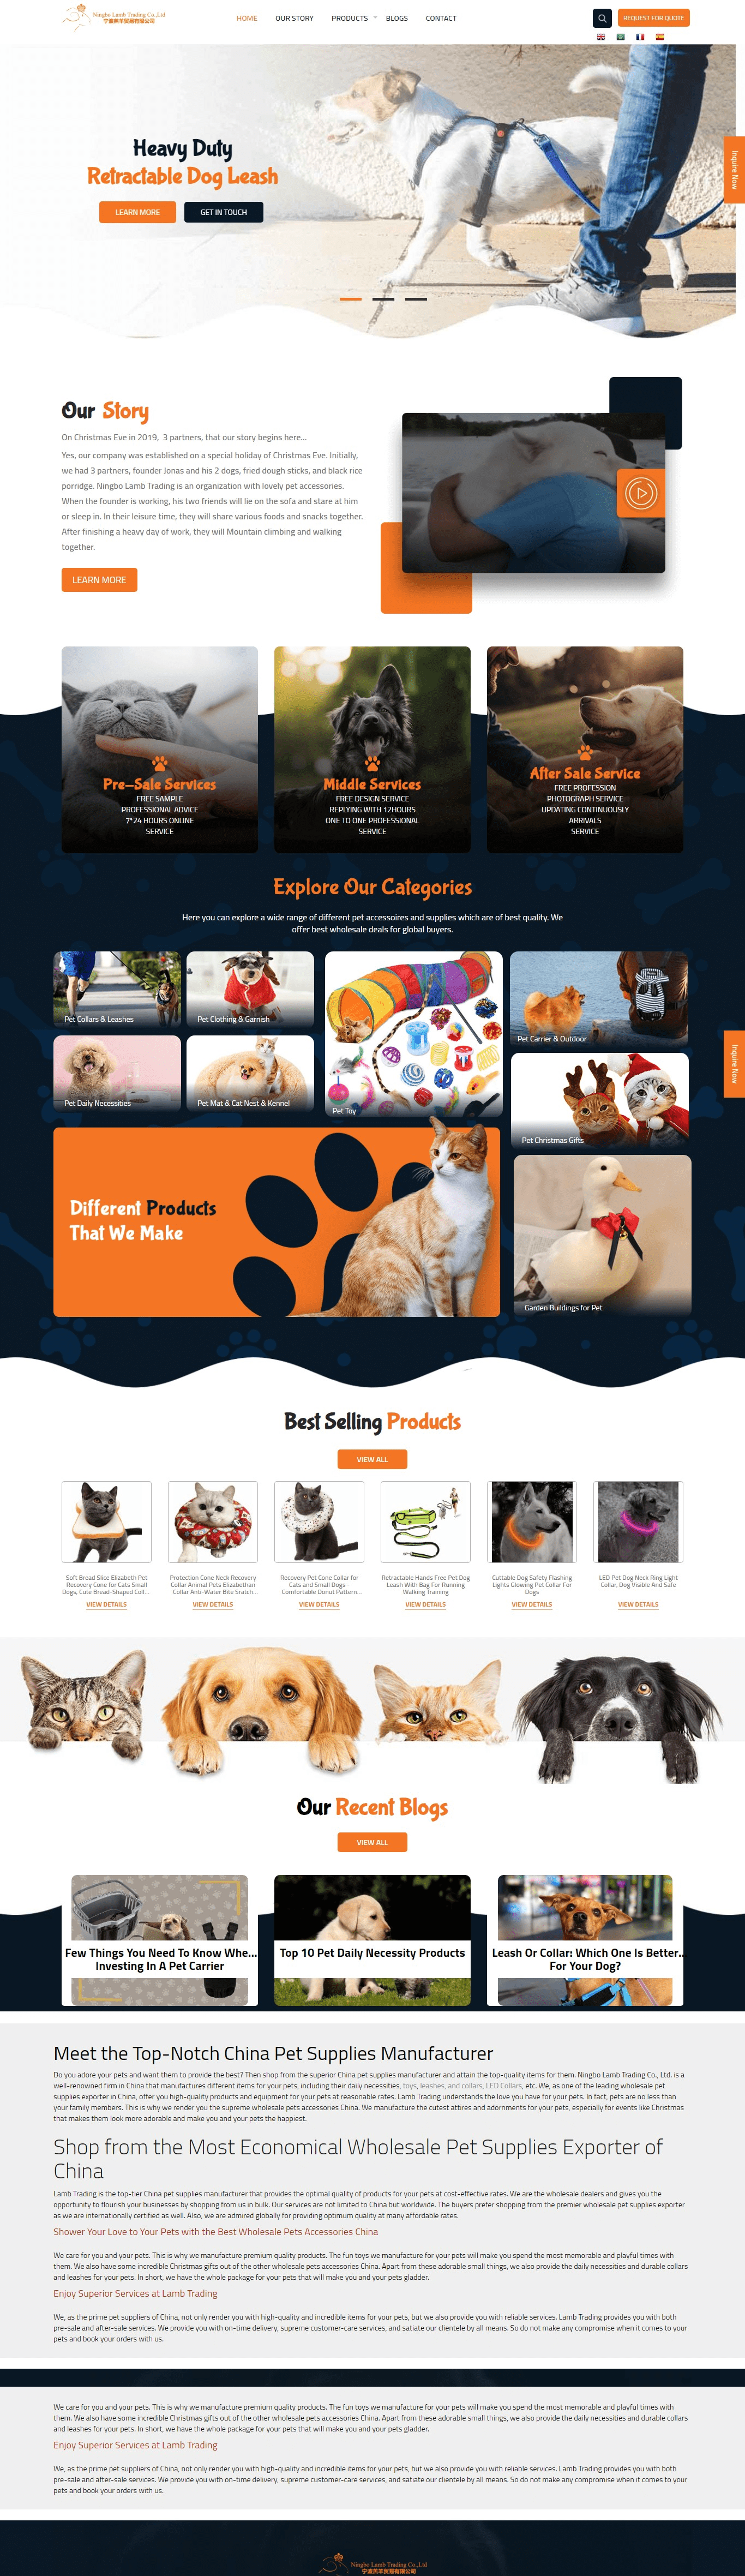 Ningbo Lamb Trading Co.,Ltd
宁波羔羊贸易有限公司
HOME OUR STORY PRODUCTS BLOGS CONTACT
REQUEST FOR QUOTE
Heavy Duty
Retractable Dog Leash
LEARN MORE GET IN TOUCH
Inquire Now
Our Story
On Christmas Eve in 2019, 3 partners, that our story begins here...
Yes, our company was established on a special holiday of Christmas Eve. Initially,
we had 3 partners, founder Jonas and his 2 dogs, fried dough sticks, and black rice
porridge. Ningbo Lamb Trading is an organization with lovely pet accessories.
When the founder is working, his two friends will lie on the sofa and stare at him
or sleep in. In their leisure time, they will share various foods and snacks together.
After finishing a heavy day of work, they will Mountain climbing and walking
together.
LEARN MORE
Pre-Sale Services
FREE SAMPLE
PROFESSIONAL ADVICE
7*24 HOURS ONLINE
SERVICE
Middle Services
FREE DESIGN SERVICE
REPLYING WITH 12HOURS
ONE TO ONE PROFESSIONAL
SERVICE
After Sale Service
FREE PROFESSION
PHOTOGRAPH SERVICE
UPDATING CONTINUOUSLY
ARRIVALS
SERVICE
Explore Our Categories
Here you can explore a wide range of different pet accessoires and supplies which are of best quality. We
offer best wholesale deals for global buyers.
Pet Collars & Leashes
Pet Clothing & Garnish
Pet Carrier & Outdoor
Inquire Now
Pet Daily Necessities
Pet Mat & Cat Nest & Kennel
Pet Toy
Pet Christmas Gifts
Different Products
That We Make
Garden Buildings for Pet
Best Selling Products
VIEW ALL
Soft Bread Slice Elizabeth Pet
Recovery Cone for Cats Small
Dogs, Cute Bread-Shaped Coll...
VIEW DETAILS
Protection Cone Neck Recovery
Collar Animal Pets Elizabethan
Collar Anti-Water Bite Sratch...
VIEW DETAILS
Recovery Pet Cone Collar for
Cats and Small Dogs -
Comfortable Donut Pattern...
VIEW DETAILS
Retractable Hands Free Pet Dog
Leash With Bag For Running
Walking Training
VIEW DETAILS
Cuttable Dog Safety Flashing
Lights Glowing Pet Collar For
Dogs
VIEW DETAILS
LED Pet Dog Neck Ring Light
Collar, Dog Visible And Safe
VIEW DETAILS
Our Recent Blogs
VIEW ALL
Few Things You Need To Know Whe...
Investing In A Pet Carrier
Top 10 Pet Daily Necessity Products
Leash Or Collar: Which One Is Better...
For Your Dog?
Meet the Top-Notch China Pet Supplies Manufacturer
Do you adore your pets and want them to provide the best? Then shop from the superior China pet supplies manufacturer and attain the top-quality items for them. Ningbo Lamb Trading Co., Ltd. is a
well-renowned firm in China that manufactures different items for your pets, including their daily necessities, toys, leashes, and collars, LED Collars, etc. We, as one of the leading wholesale pet
supplies exporter in China, offer you high-quality products and equipment for your pets at reasonable rates. Lamb Trading understands the love you have for your pets. In fact, pets are no less than
your family members. This is why we render you the supreme wholesale pets accessories China. We manufacture the cutest attires and adornments for your pets, especially for events like Christmas
that makes them look more adorable and make you and your pets the happiest.
Shop from the Most Economical Wholesale Pet Supplies Exporter of
China
Lamb Trading is the top-tier China pet supplies manufacturer that provides the optimal quality of products for your pets at cost-effective rates. We are the wholesale dealers and gives you the
opportunity to flourish your businesses by shopping from us in bulk. Our services are not limited to China but worldwide. The buyers prefer shopping from the premier wholesale pet supplies exporter
as we are internationally certified as well. Also, we are admired globally for providing optimum quality at many affordable rates.
Shower Your Love to Your Pets with the Best Wholesale Pets Accessories China
We care for you and your pets. This is why we manufacture premium quality products. The fun toys we manufacture for your pets will make you spend the most memorable and playful times with
them. We also have some incredible Christmas gifts out of the other wholesale pets accessories China. Apart from these adorable small things, we also provide the daily necessities and durable collars
and leashes for your pets. In short, we have the whole package for your pets that will make you and your pets gladder.
Enjoy Superior Services at Lamb Trading
We, as the prime pet suppliers of China, not only render you with high-quality and incredible items for your pets, but we also provide you with reliable services. Lamb Trading provides you with both
pre-sale and after-sale services. We provide you with on-time delivery, supreme customer-care services, and satiate our clientele by all means. So do not make any compromise when it comes to your
pets and book your orders with us.
We care for you and your pets. This is why we manufacture premium quality products. The fun toys we manufacture for your pets will make you spend the most memorable and playful times with
them. We also have some incredible Christmas gifts out of the other wholesale pets accessories China. Apart from these adorable small things, we also provide the daily necessities and durable collars
and leashes for your pets. In short, we have the whole package for your pets that will make you and your pets gladder.
Enjoy Superior Services at Lamb Trading
We, as the prime pet suppliers of China, not only render you with high-quality and incredible items for your pets, but we also provide you with reliable services. Lamb Trading provides you with both
pre-sale and after-sale services. We provide you with on-time delivery, supreme customer-care services, and satiate our clientele by all means. So do not make any compromise when it comes to your
pets and book your orders with us.
Ningbo Lamb Trading Co.,Ltd
宁波羔羊贸易有限公司